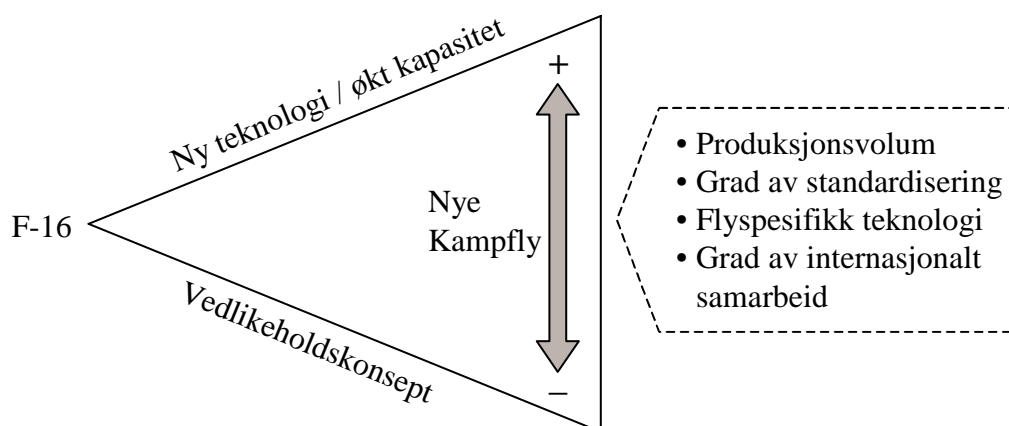 Ny teknologi / økt kapasitet
+
F-16
Nye
Kampfly
Vedlikeholdskonsept
–
• Produksjonsvolum
• Grad av standardisering
• Flyspesifikk teknologi
• Grad av internasjonalt
samarbeid